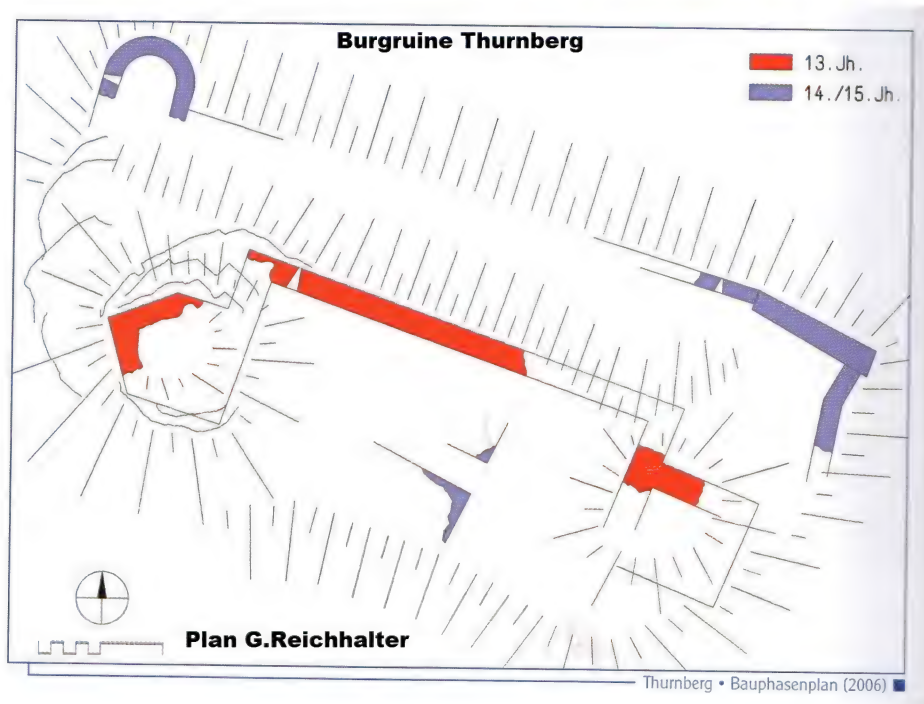 Burgruine Thurnberg
13.Jh.
14./15.Jh.
Plan G.Reichhalter
Thurnberg • Bauphasenplan (2006)